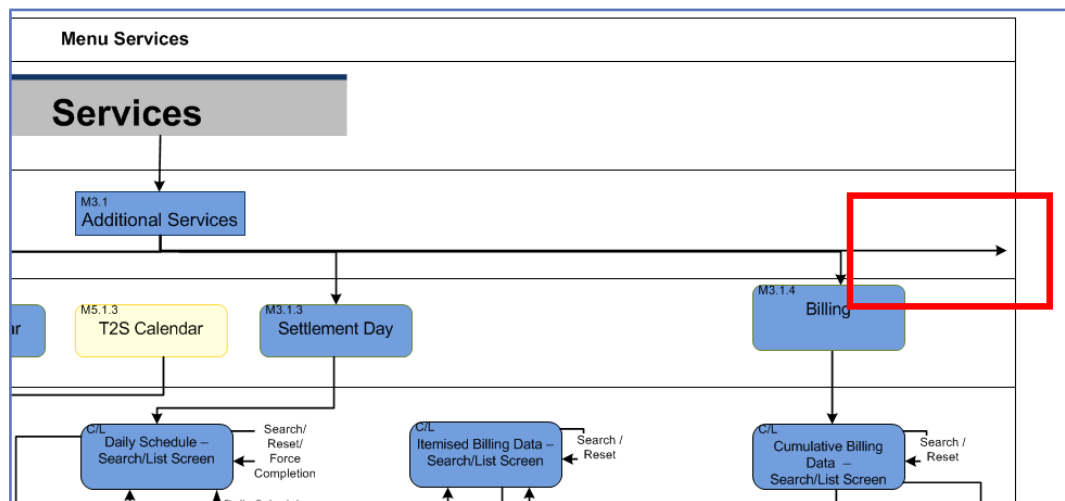 Menu Services
Services
M3.1
Additional Services
M5.1.3
T2S Calendar
M3.1.3
Settlement Day
M3.1.4
Billing
C/L
Daily Schedule –
Search/List Screen
Search/
Reset/
Force
Completion
C/L
Itemised Billing Data –
Search/List Screen
Search /
Reset
C/L
Cumulative Billing
Data –
Search/List Screen
Search /
Reset